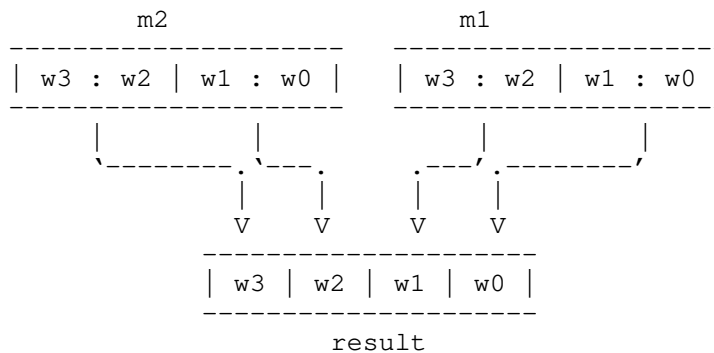 m2 m1
| w3 : w2 | w1 : w0 | | w3 : w2 | w1 : w0
| w3 | w2 | w1 | w0 |
result